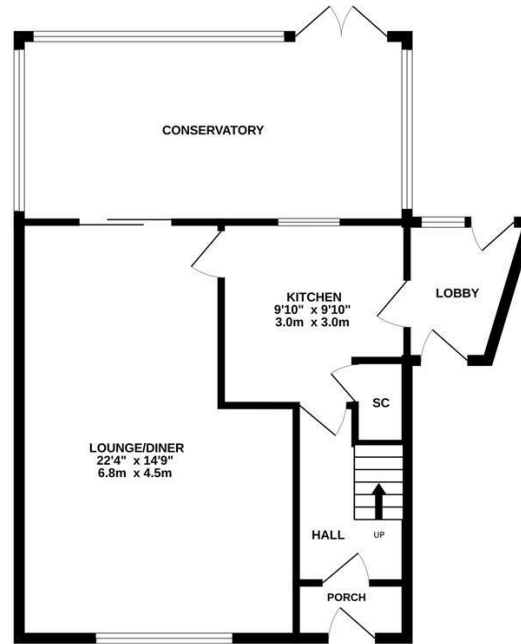 CONSERVATORY
KITCHEN
9'10" x 9'10"
3.0m x 3.0m
LOBBY
SC
LOUNGE/DINER
22'4" x 14'9"
6.8m x 4.5m
HALL
UP
PORCH